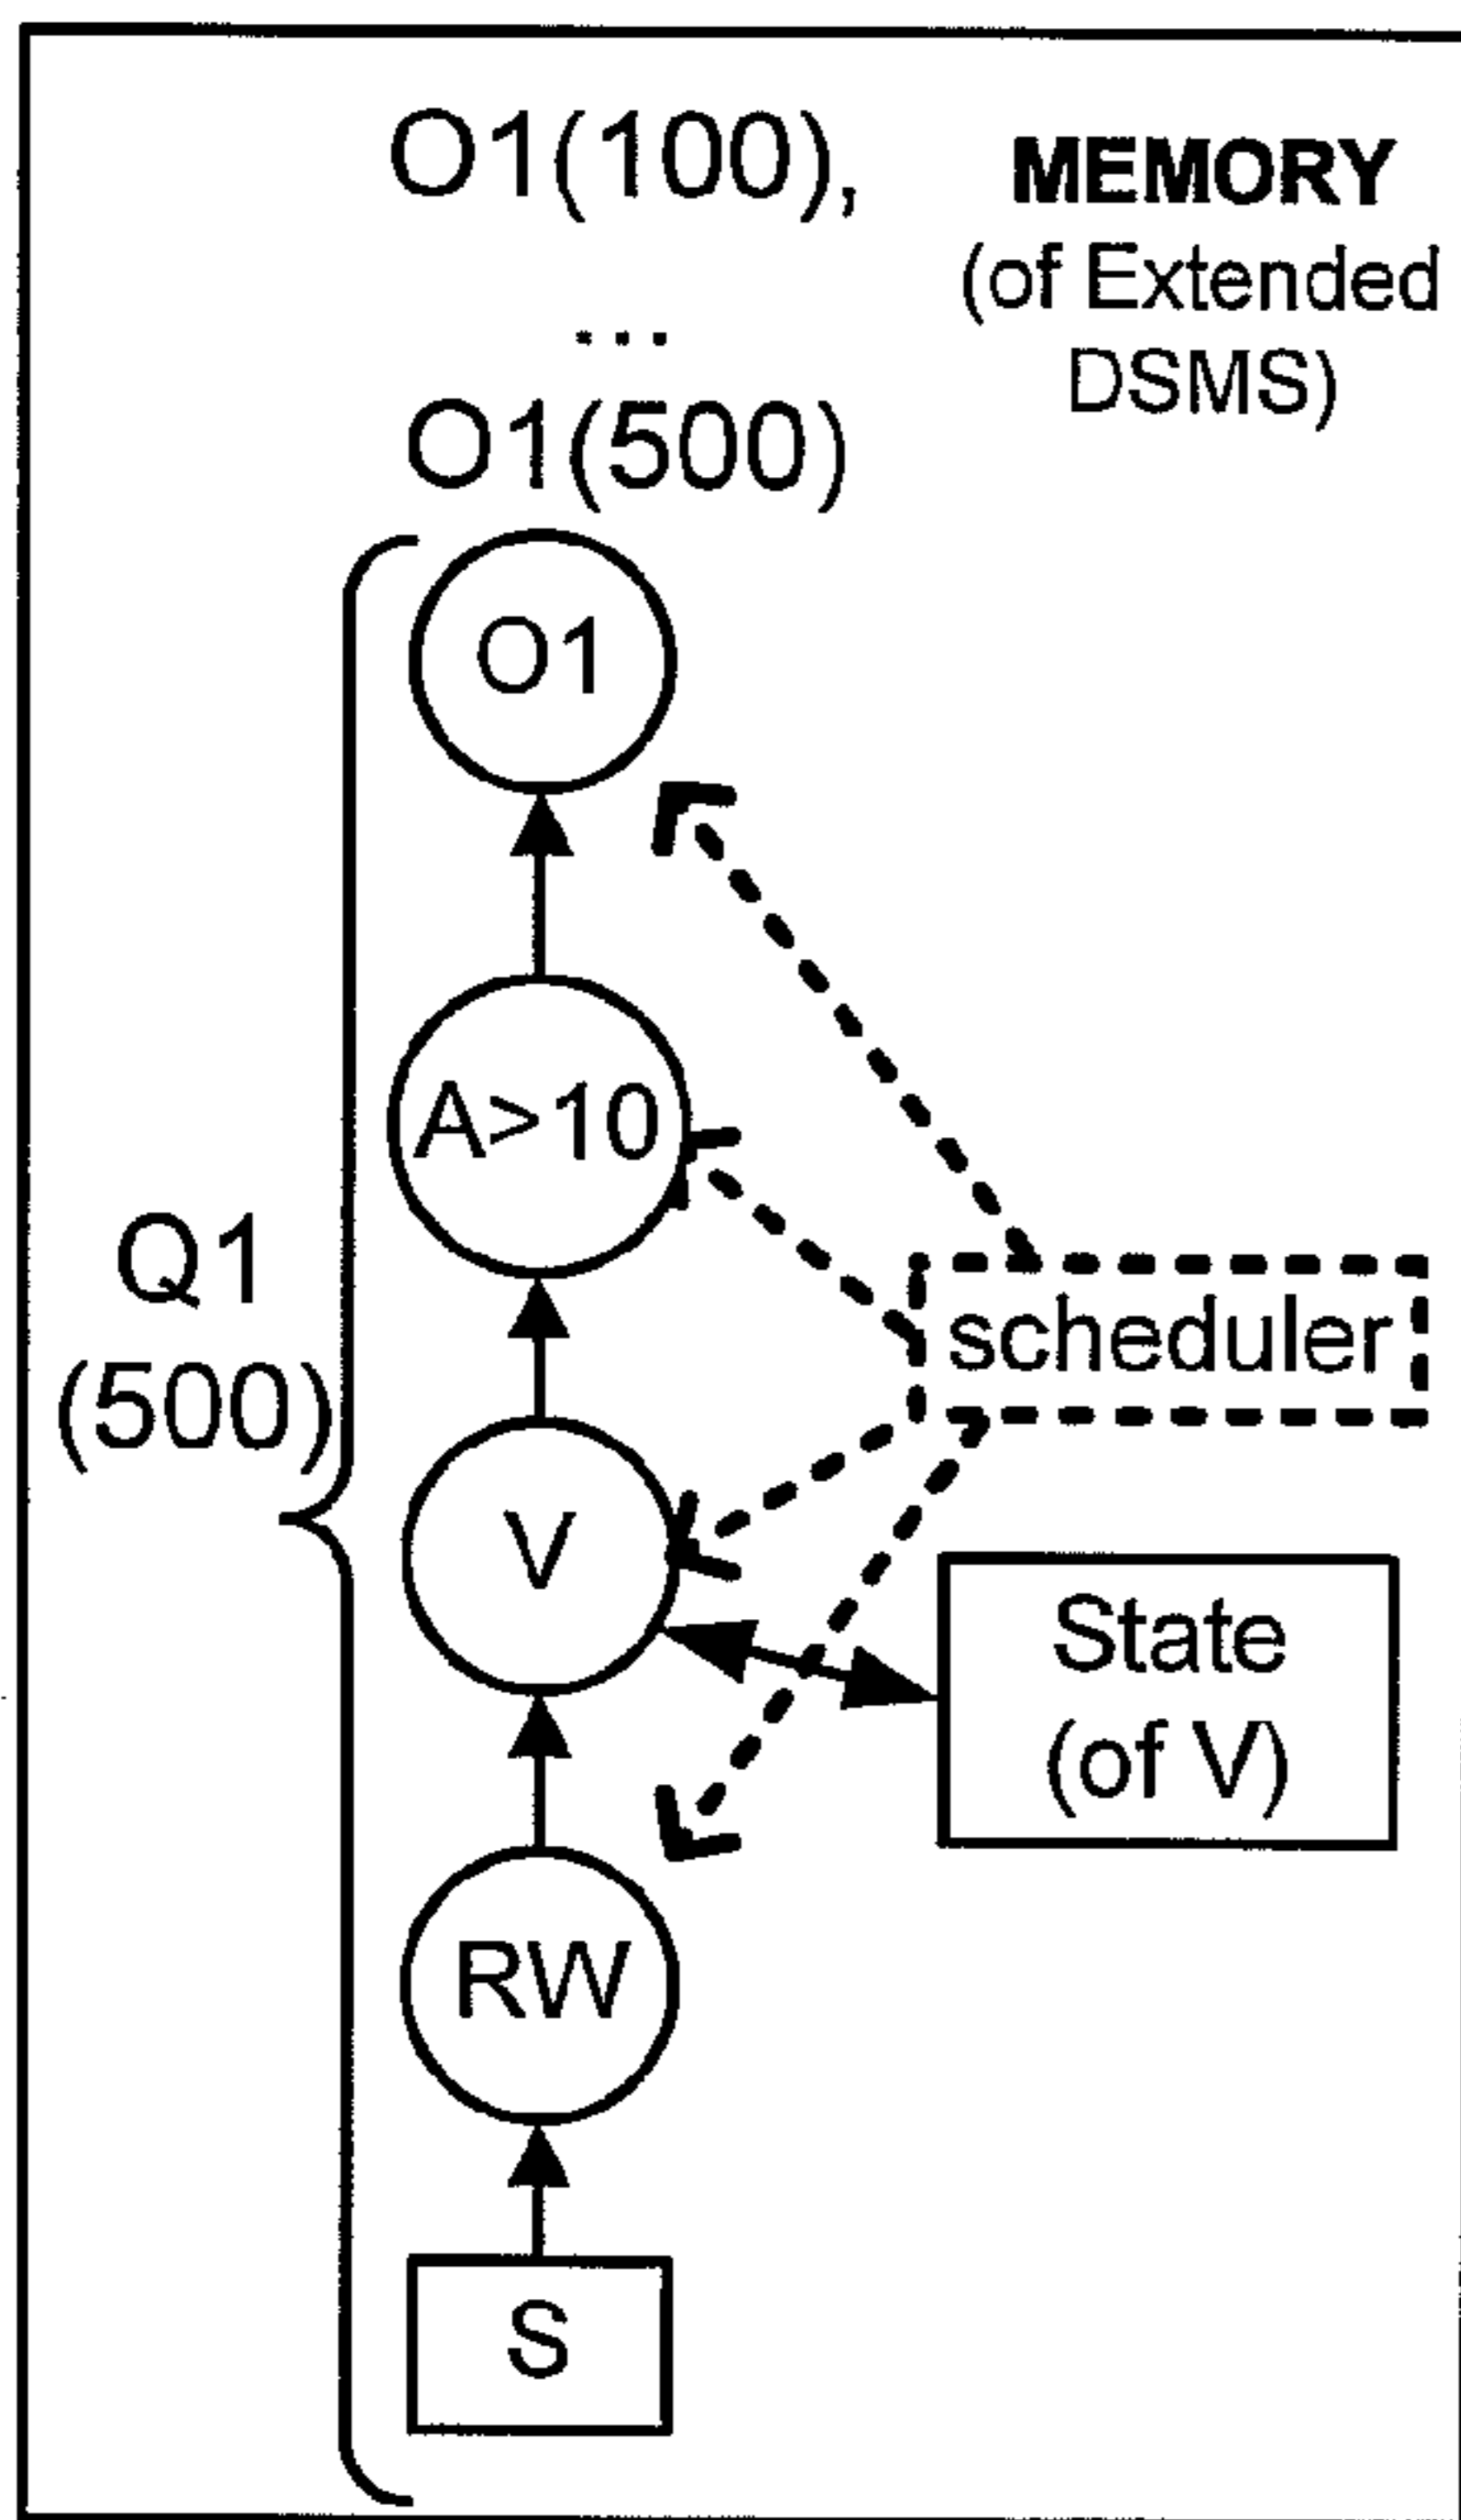 O1(100),
...
O1(500)
MEMORY
(of Extended
DSMS)
O1
A>10
Q1
(500)
scheduler
V
State
(of V)
RW
S